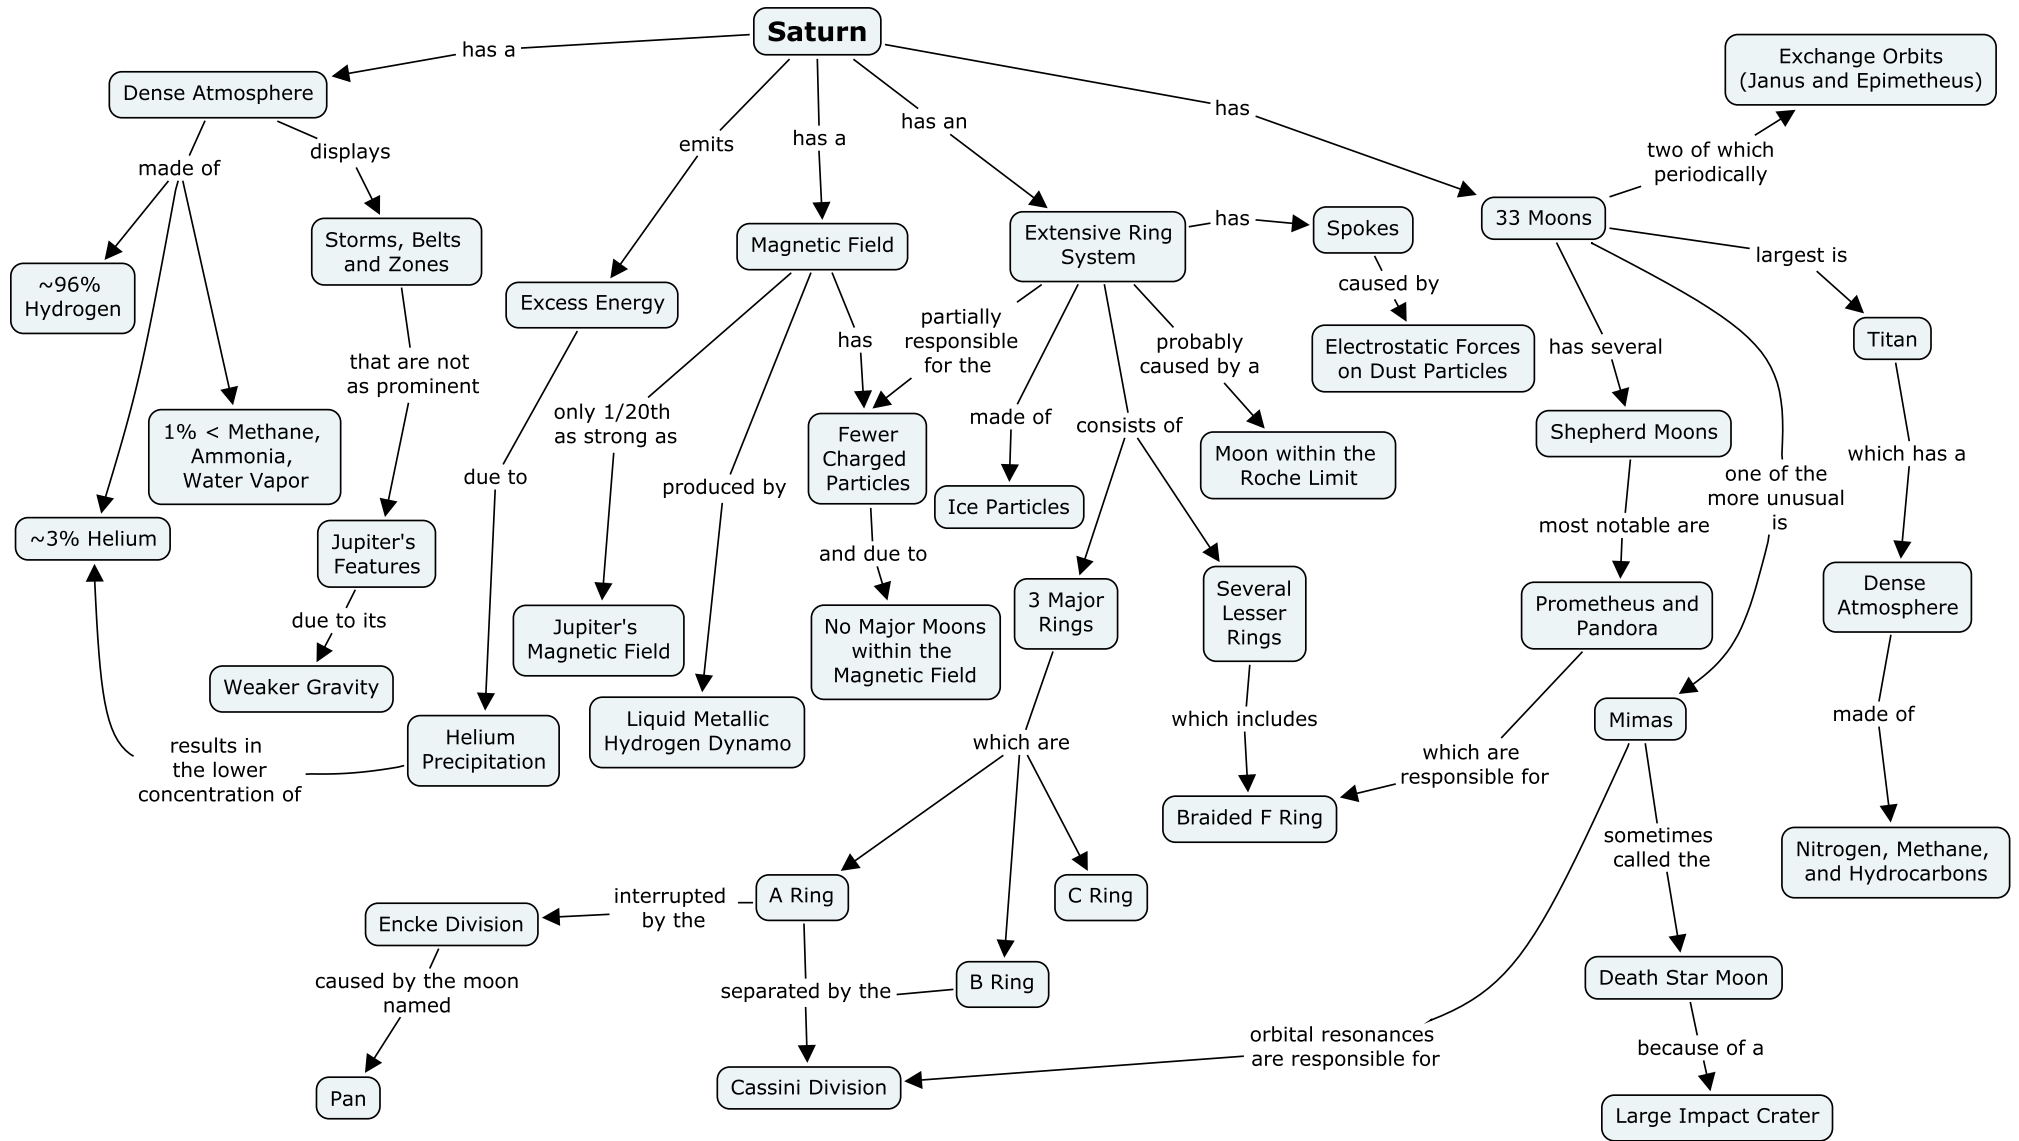 Saturn
has a
Dense Atmosphere
made of
~96%
Hydrogen
~3% Helium
1% < Methane,
Ammonia,
Water Vapor
displays
Storms, Belts
and Zones
that are not
as prominent
Jupiter's
Features
due to its
Weaker Gravity
emits
Excess Energy
due to
Helium
Precipitation
results in
the lower
concentration of
has a
Magnetic Field
only 1/20th
as strong as
Jupiter's
Magnetic Field
produced by
Liquid Metallic
Hydrogen Dynamo
has
Fewer
Charged
Particles
and due to
No Major Moons
within the
Magnetic Field
has an
Extensive Ring
System
partially
responsible
for the
made of
Ice Particles
consists of
3 Major
Rings
which are
A Ring
B Ring
C Ring
interrupted
by the
Encke Division
caused by the moon
named
Pan
separated by the
Cassini Division
Several
Lesser
Rings
which includes
Braided F Ring
probably
caused by a
Moon within the
Roche Limit
has
Spokes
caused by
Electrostatic Forces
on Dust Particles
has
33 Moons
two of which
periodically
Exchange Orbits
(Janus and Epimetheus)
largest is
Titan
which has a
Dense
Atmosphere
made of
Nitrogen, Methane,
and Hydrocarbons
has several
Shepherd Moons
most notable are
Prometheus and
Pandora
which are
responsible for
one of the
more unusual
is
Mimas
sometimes
called the
Death Star Moon
because of a
Large Impact Crater
orbital resonances
are responsible for